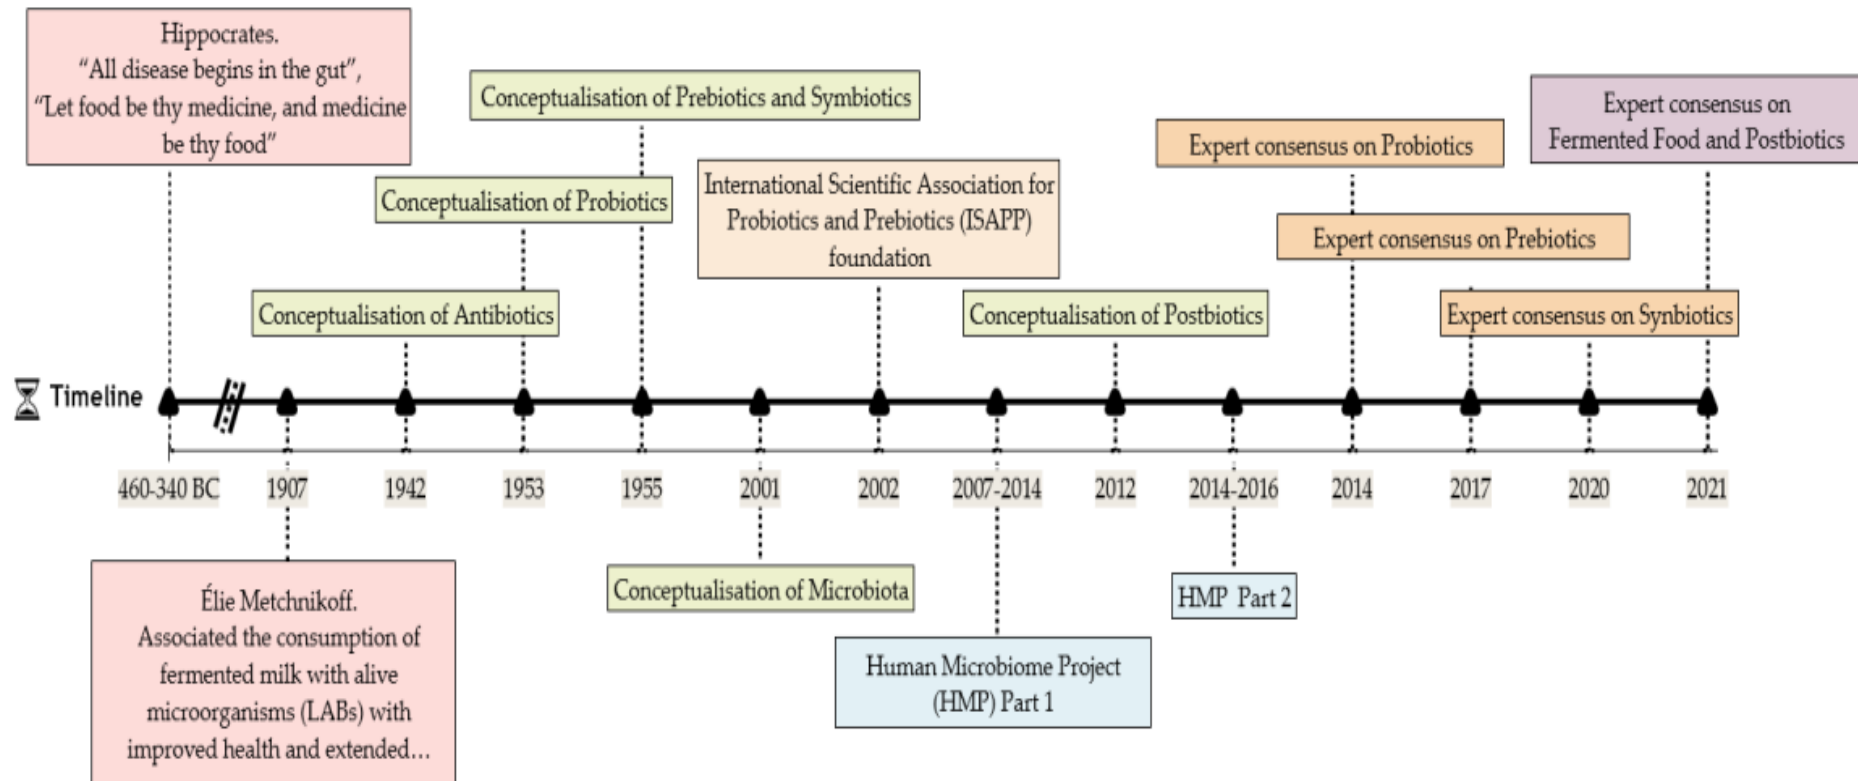 Hippocrates.
“All disease begins in the gut”,
“Let food be thy medicine, and medicine
be thy food”
Conceptualisation of Prebiotics and Symbiotics
Expert consensus on
Fermented Food and Postbiotics
Expert consensus on Probiotics
Conceptualisation of Probiotics
International Scientific Association for
Probiotics and Prebiotics (ISAPP)
foundation
Expert consensus on Prebiotics
Conceptualisation of Antibiotics
Conceptualisation of Postbiotics
Expert consensus on Synbiotics
Timeline
460-340 BC 1907 1942 1953 1955 2001 2002 2007-2014 2012 2014-2016 2014 2017 2020 2021
Élie Metchnikoff.
Associated the consumption of
fermented milk with alive
microorganisms (LABs) with
improved health and extended…
Conceptualisation of Microbiota
HMP Part 2
Human Microbiome Project
(HMP) Part 1